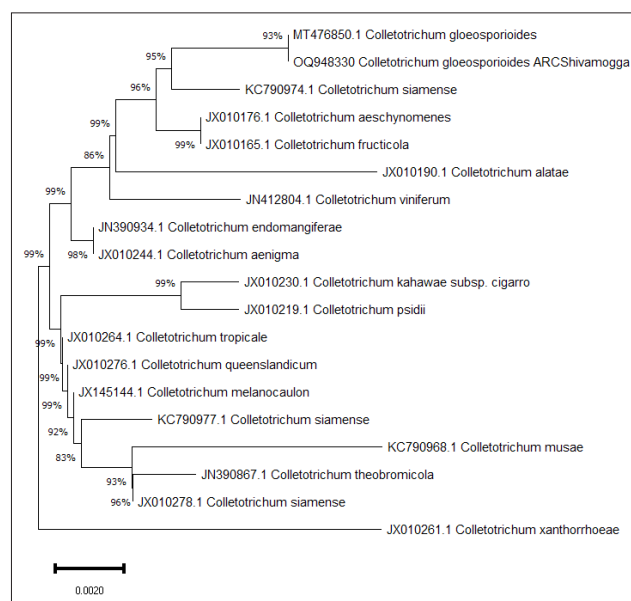 93% MT476850.1 Colletotrichum gloeosporioides
95%
OQ948330 Colletotrichum gloeosporioides ARCShivamogga
96%
KC790974.1 Colletotrichum siamense
JX010176.1 Colletotrichum aeschynomenes
99%
99% JX010165.1 Colletotrichum fructicola
86%
JX010190.1 Colletotrichum alatae
99%
JN412804.1 Colletotrichum viniferum
JN390934.1 Colletotrichum endomangiferae
99%
98% JX010244.1 Colletotrichum aenigma
99%
JX010230.1 Colletotrichum kahawae subsp. cigarro
JX010219.1 Colletotrichum psidii
99%
JX010264.1 Colletotrichum tropicale
JX010276.1 Colletotrichum queenslandicum
99%
JX145144.1 Colletotrichum melanocaulon
99%
KC790977.1 Colletotrichum siamense
92%
KC790968.1 Colletotrichum musae
83%
JN390867.1 Colletotrichum theobromicola
93%
96% JX010278.1 Colletotrichum siamense
JX010261.1 Colletotrichum xanthorrhoeae
0.0020